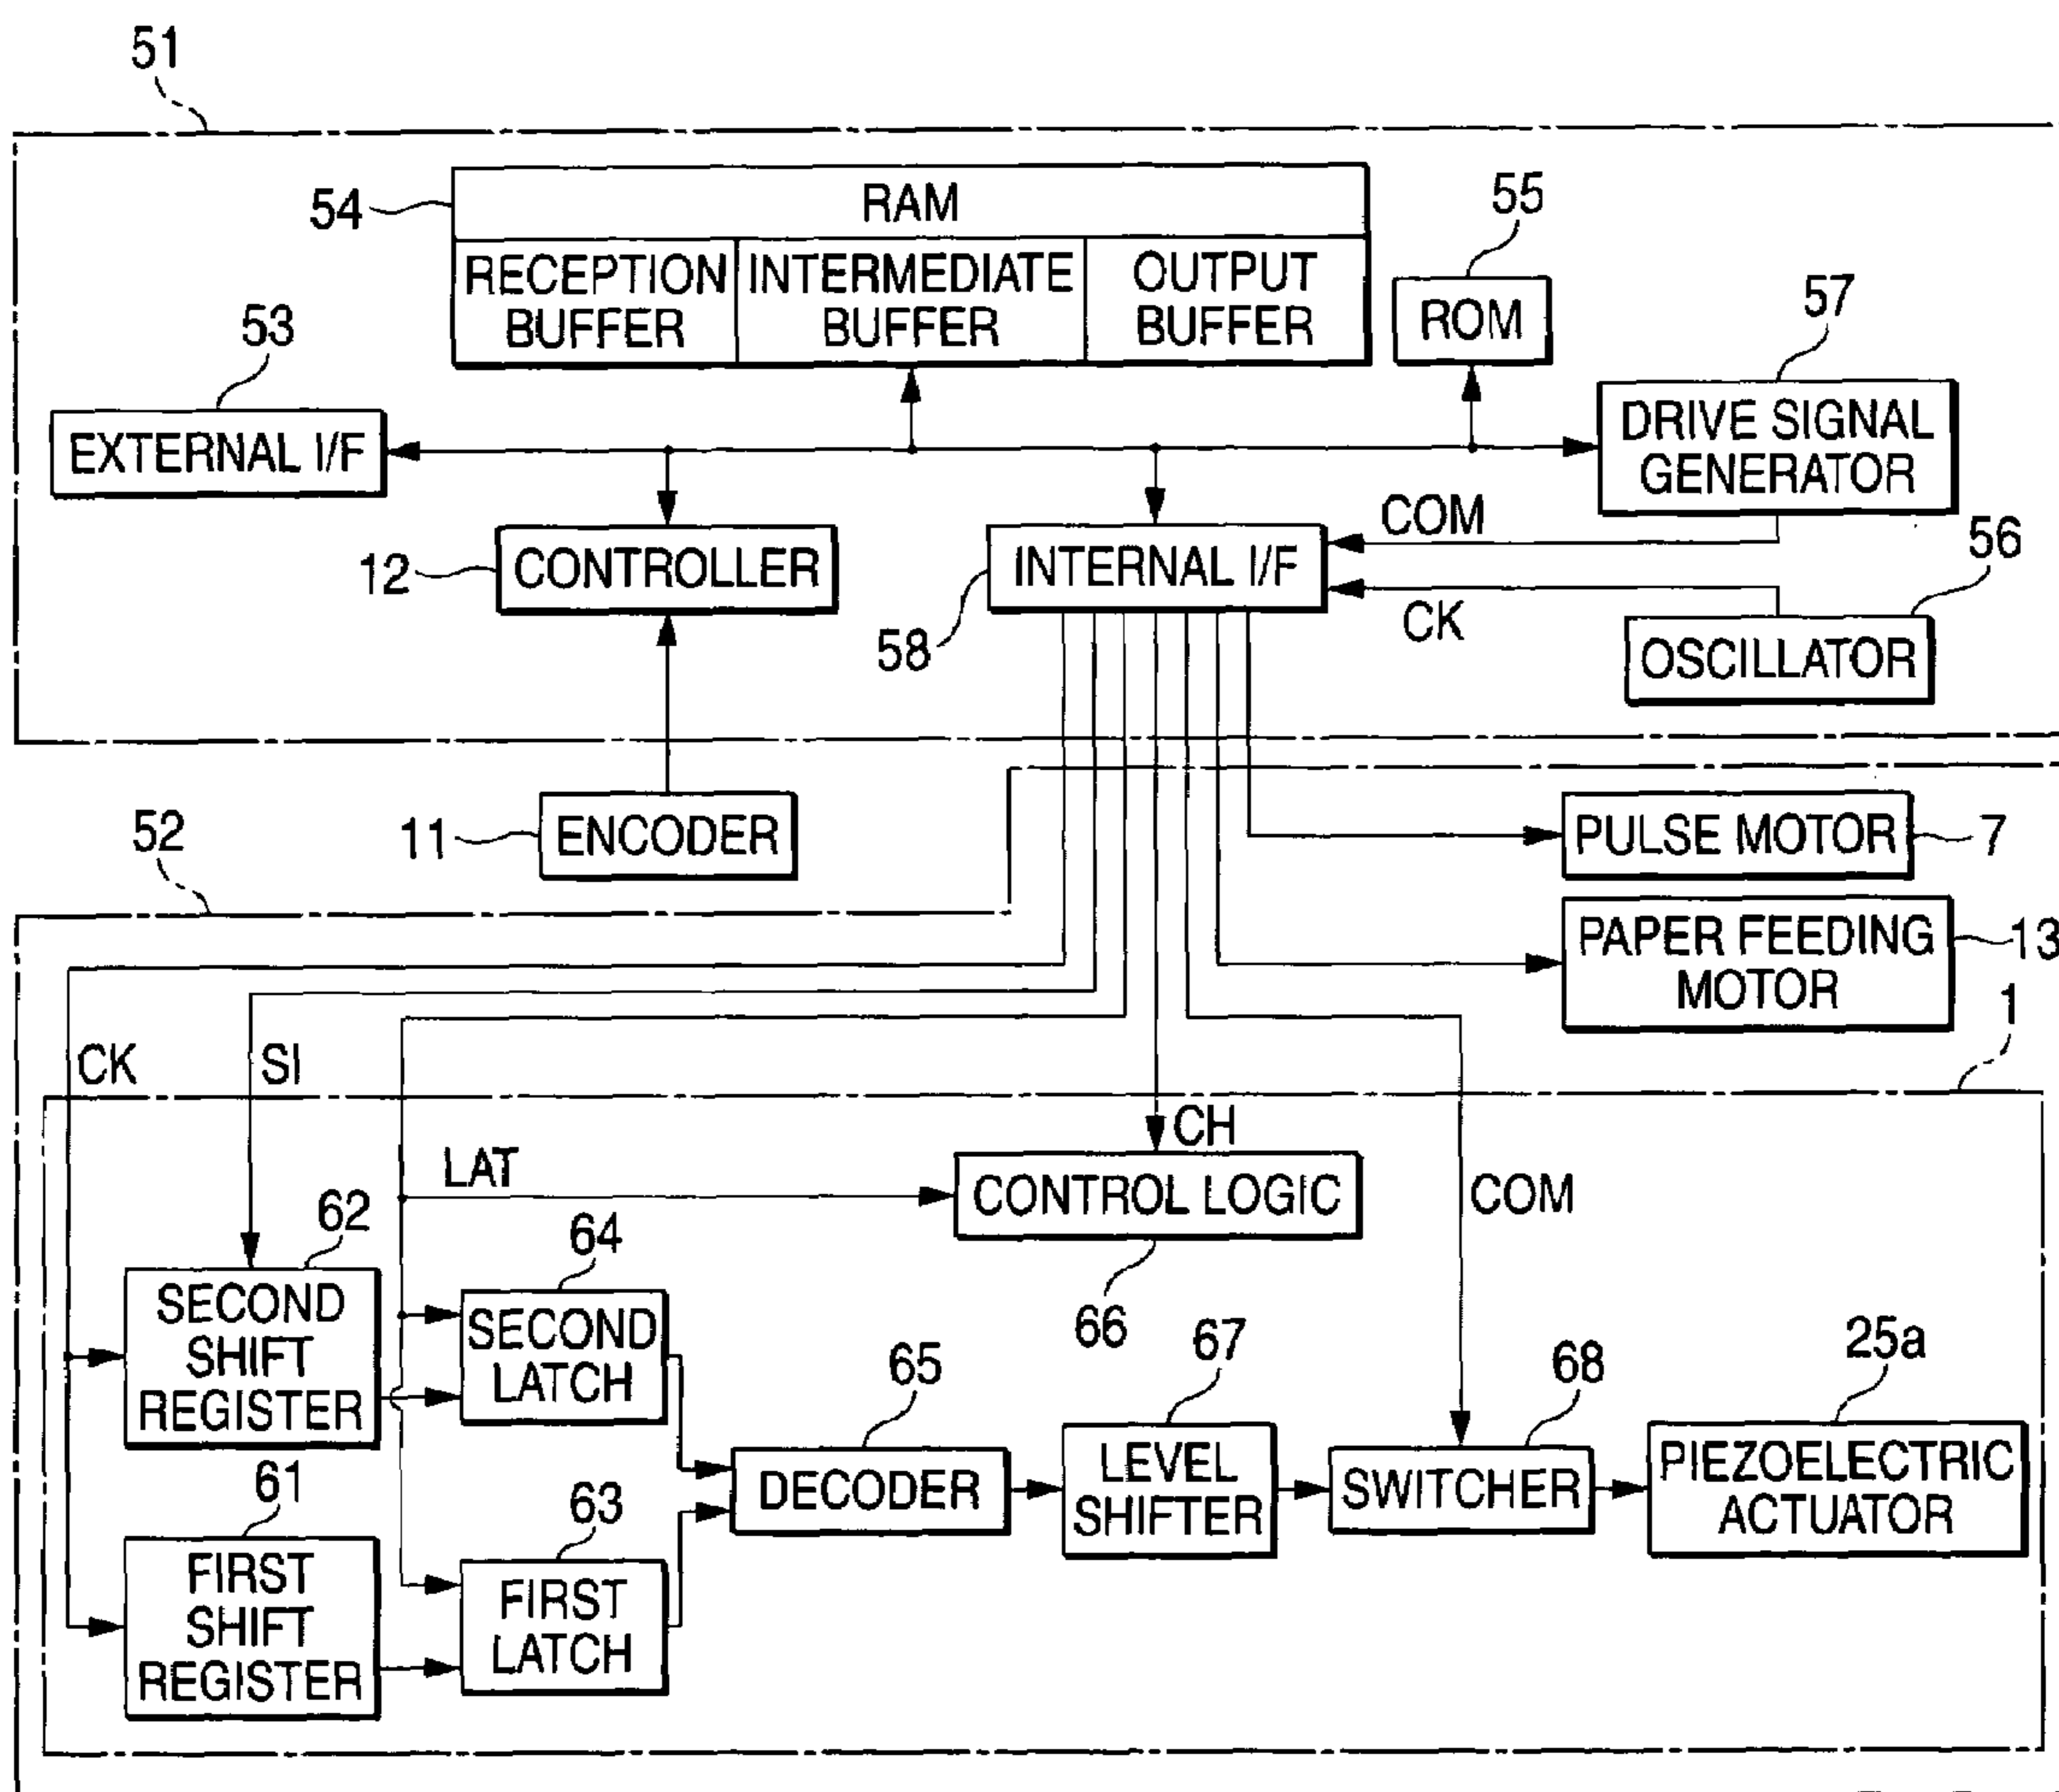 51
54
RAM
RECEPTION
BUFFER
INTERMEDIATE
BUFFER
OUTPUT
BUFFER
55
ROM
57
DRIVE SIGNAL
GENERATOR
53
EXTERNAL I/F
12
CONTROLLER
INTERNAL I/F
58
COM
CK
56
OSCILLATOR
11
ENCODER
52
PULSE MOTOR
7
PAPER FEEDING
MOTOR
13
1
CK
SI
LAT
CH
CONTROL LOGIC
66
COM
62
SECOND
SHIFT
REGISTER
64
SECOND
LATCH
61
FIRST
SHIFT
REGISTER
63
FIRST
LATCH
65
DECODER
67
LEVEL
SHIFTER
68
SWITCHER
25a
PIEZOELECTRIC
ACTUATOR